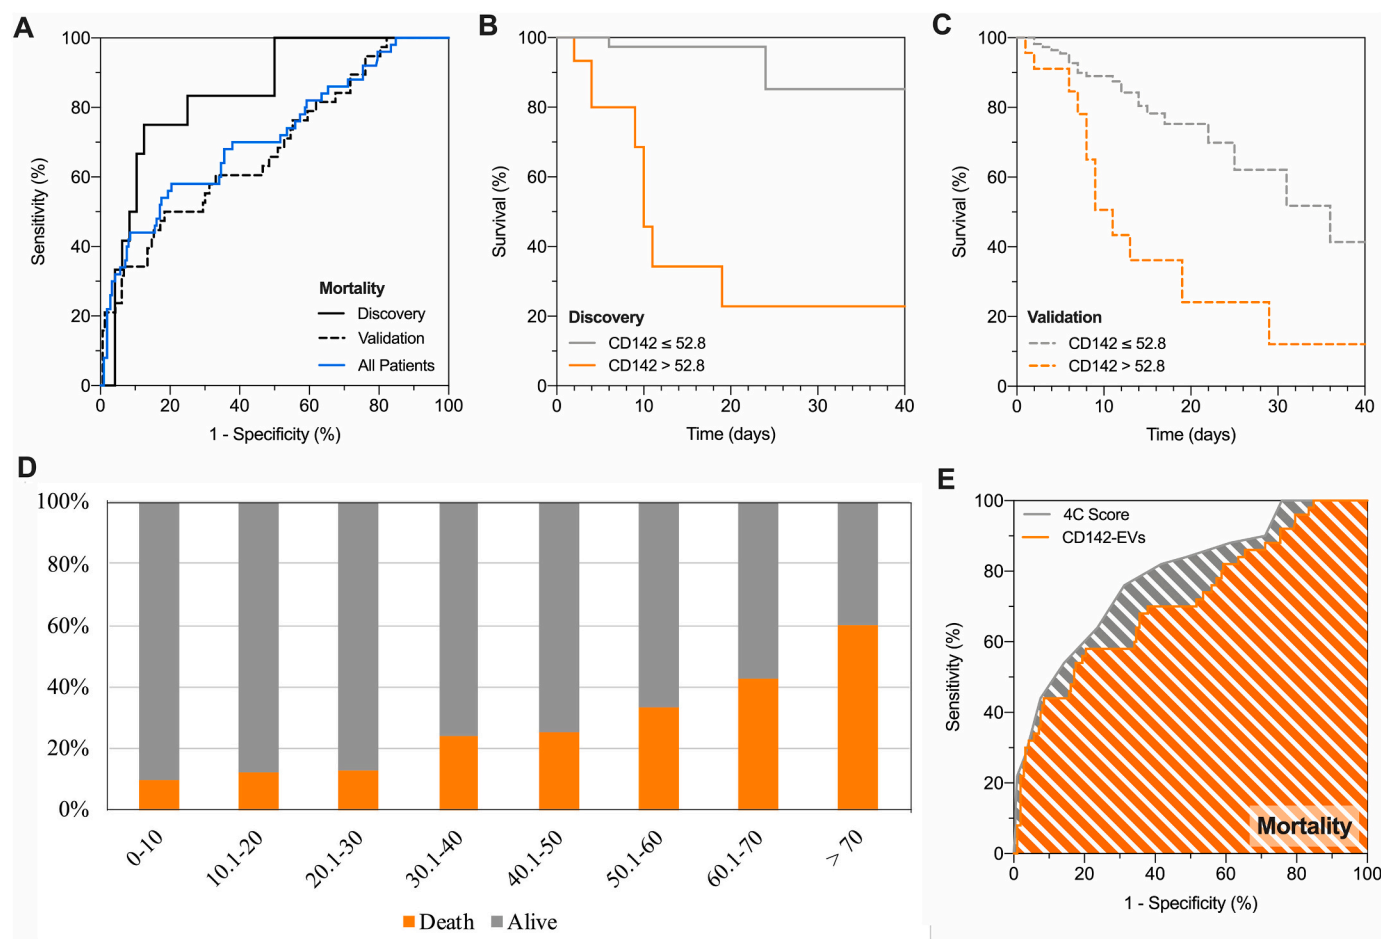 A
100
80
60
40
20
0
Sensitivity (%)
0 20 40 60 80 100
1 - Specificity (%)
Mortality
Discovery
Validation
All Patients
B
100
80
60
40
20
0
Survival (%)
0 10 20 30 40
Time (days)
Discovery
CD142 ≤ 52.8
CD142 > 52.8
C
100
80
60
40
20
0
Survival (%)
0 10 20 30 40
Time (days)
Validation
CD142 ≤ 52.8
CD142 > 52.8
D
100%
80%
60%
40%
20%
0%
0-10 10.1-20 20.1-30 30.1-40 40.1-50 50.1-60 60.1-70 > 70
Death Alive
E
100
80
60
40
20
0
Sensitivity (%)
4C Score
CD142-EVs
Mortality
0 20 40 60 80 100
1 - Specificity (%)